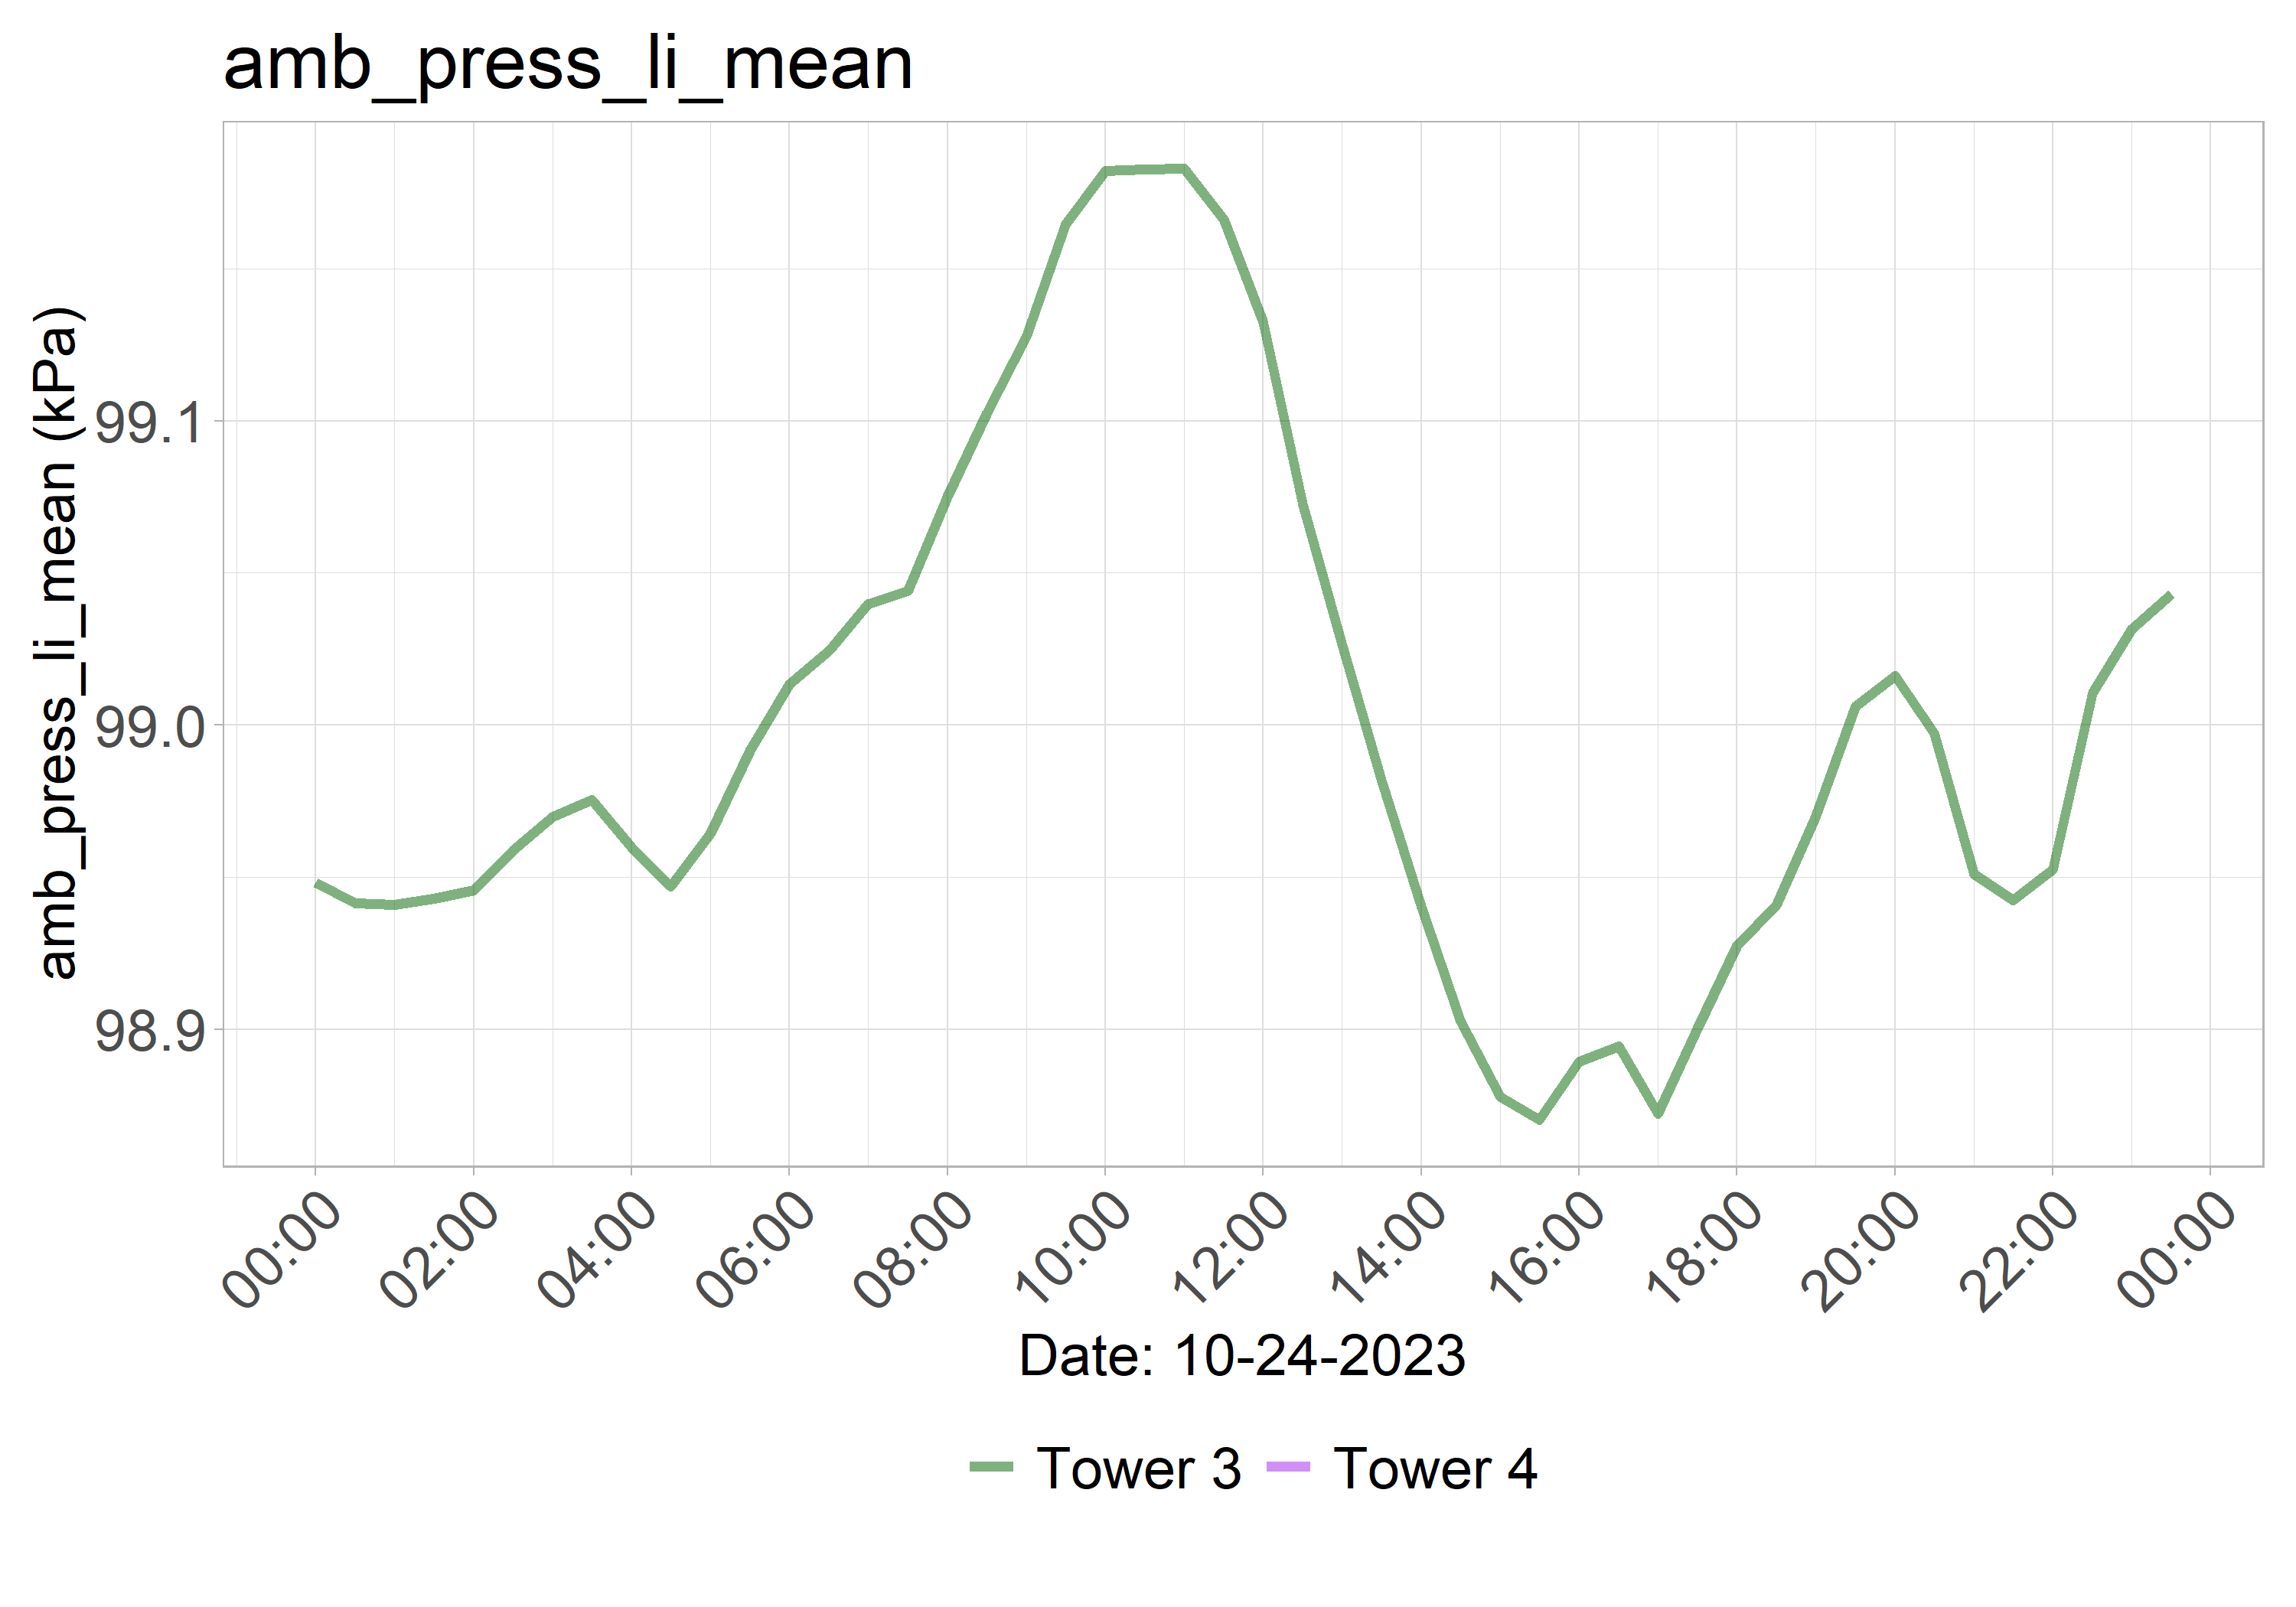 amb_press_li_mean
amb_press_li_mean (kPa)
99.1
99.0
98.9
00:00 02:00 04:00 06:00 08:00 10:00 12:00 14:00 16:00 18:00 20:00 22:00 00:00
Date: 10-24-2023
Tower 3 Tower 4